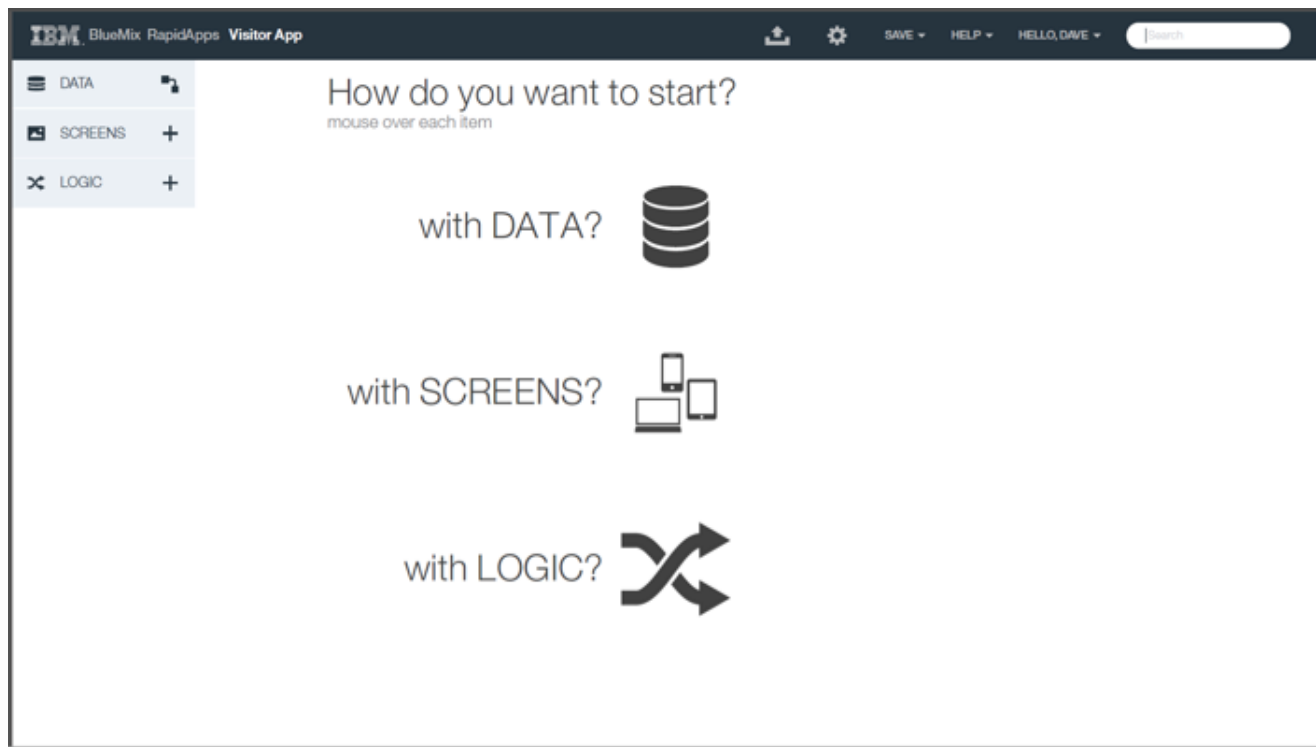 IBM. BlueMix RapidApps Visitor App SAVE HELP HELLO, DAVE Search
DATA
SCREENS
LOGIC
How do you want to start?
mouse over each item
with DATA?
with SCREENS?
with LOGIC?